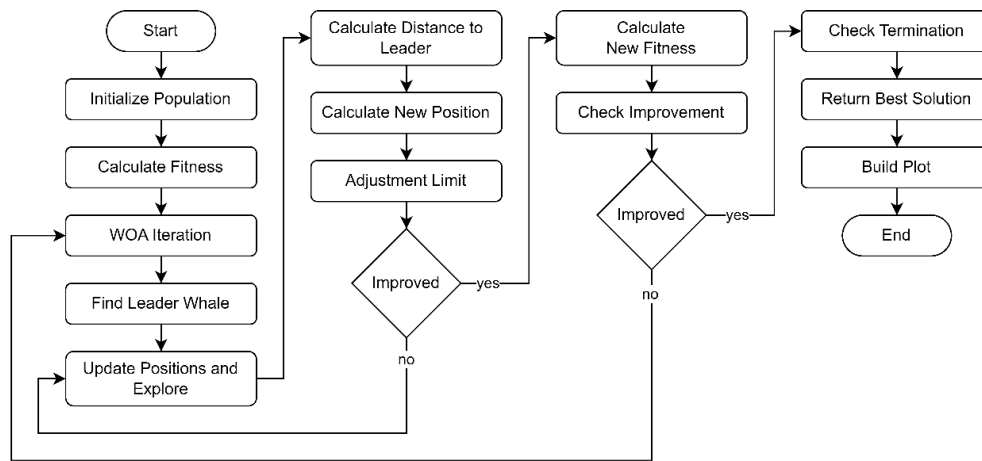 Start
Initialize Population
Calculate Fitness
WOA Iteration
Find Leader Whale
Update Positions and
Explore
Calculate Distance to
Leader
Calculate New Position
Adjustment Limit
Improved
yes
no
Calculate
New Fitness
Check Improvement
Improved
yes
no
Check Termination
Return Best Solution
Build Plot
End